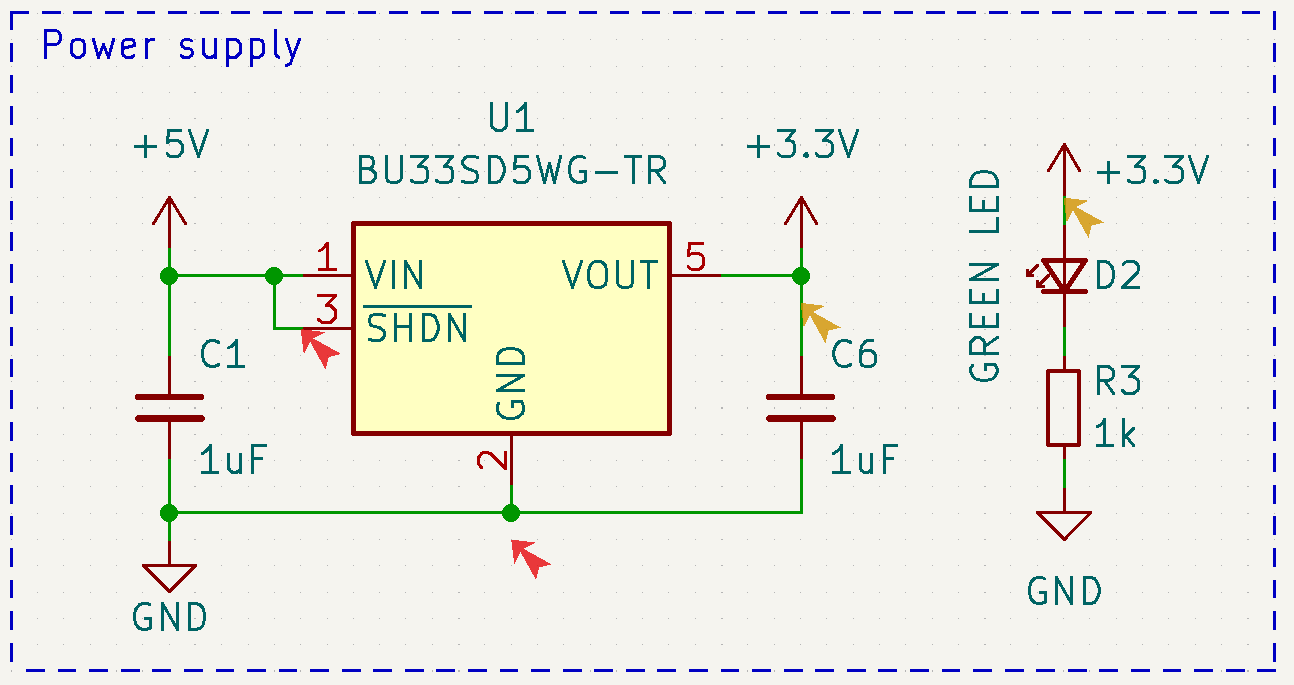 Power supply
U1
BU33SD5WG-TR
+5V
+3.3V
+3.3V
GREEN LED
1
VIN
VOUT
5
3
SHDN
GND
2
D2
C1
1uF
C6
1uF
R3
1k
GND
GND